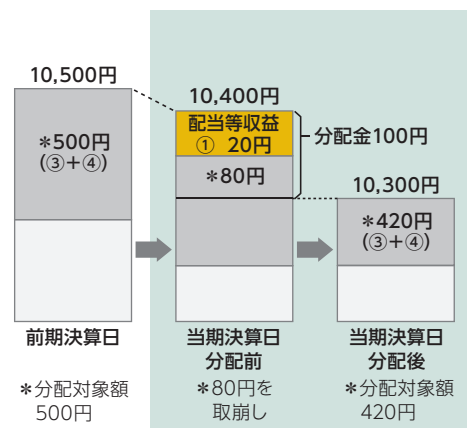 10,500円
*500円
(③+④)
前期決算日
*分配対象額
500円
10,400円
配当等収益
① 20円
*80円
分配金100円
当期決算日
分配前
*80円を
取崩し
10,300円
*420円
(③+④)
当期決算日
分配後
*分配対象額
420円